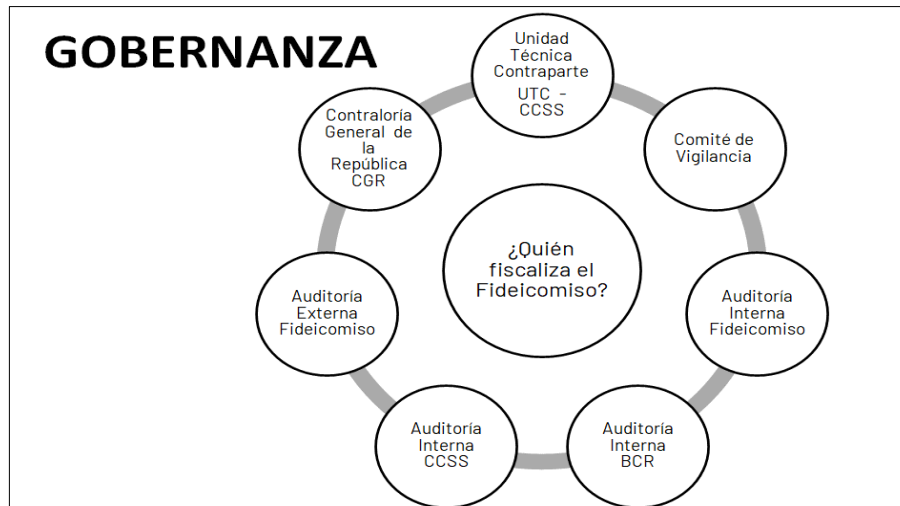 GOBERNANZA
Unidad
Técnica
Contraparte
UTC -
CCSS
Comité de
Vigilancia
Auditoría
Interna
Fideicomiso
Auditoría
Interna
BCR
Auditoría
Interna
CCSS
Auditoría
Externa
Fideicomiso
Contraloría
General de
la
República
CGR
¿Quién
fiscaliza el
Fideicomiso?